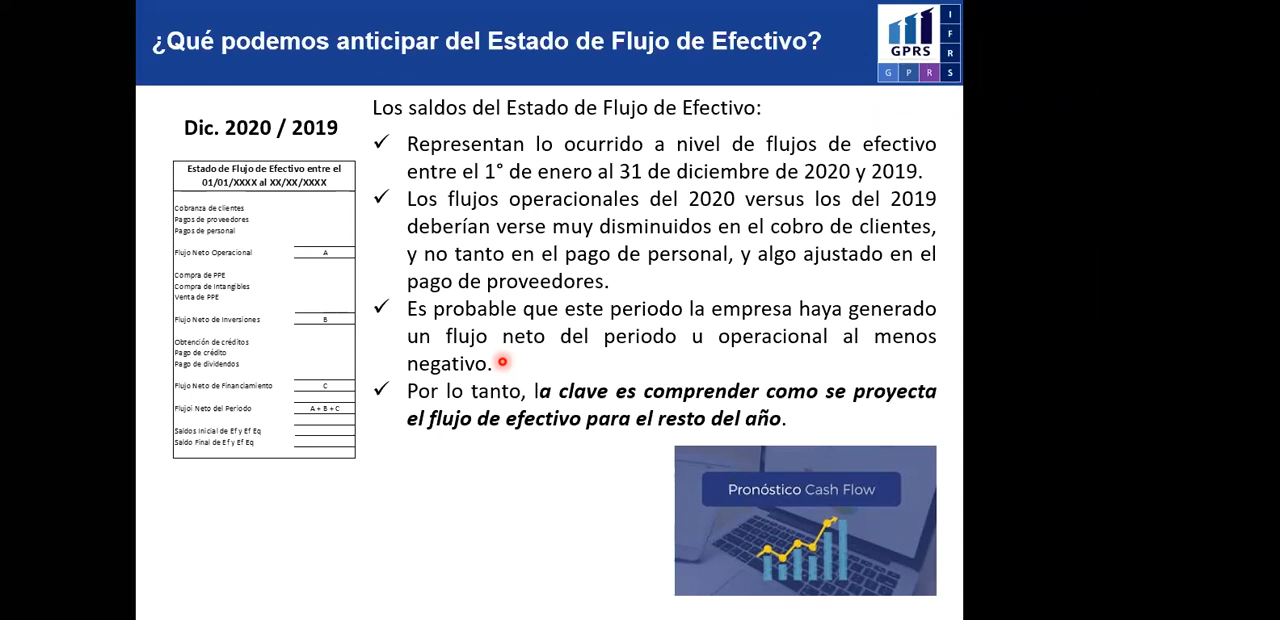 ¿Qué podemos anticipar del Estado de Flujo de Efectivo?
GPRS
G P R S
I
F
R
Dic. 2020 / 2019
Estado de Flujo de Efectivo entre el
01/01/XXXX al XX/XX/XXXX
Cobranza de clientes
Pagos de proveedores
Pagos de personal
Flujo Neto Operacional A
Compra de PPE
Compra de Intangibles
Venta de PPE
Flujo Neto de Inversiones B
Obtención de créditos
Pago de crédito
Pago de dividendos
Flujo Neto de Financiamiento C
Flujoi Neto del Periodo A + B + C
Saldos Inicial de Ef y Ef Eq
Saldo Final de Ef y Ef Eq
Los saldos del Estado de Flujo de Efectivo:
✓ Representan lo ocurrido a nivel de flujos de efectivo
entre el 1° de enero al 31 de diciembre de 2020 y 2019.
✓ Los flujos operacionales del 2020 versus los del 2019
deberían verse muy disminuidos en el cobro de clientes,
y no tanto en el pago de personal, y algo ajustado en el
pago de proveedores.
✓ Es probable que este periodo la empresa haya generado
un flujo neto del periodo u operacional al menos
negativo.
✓ Por lo tanto, la clave es comprender como se proyecta
el flujo de efectivo para el resto del año.
Pronóstico Cash Flow